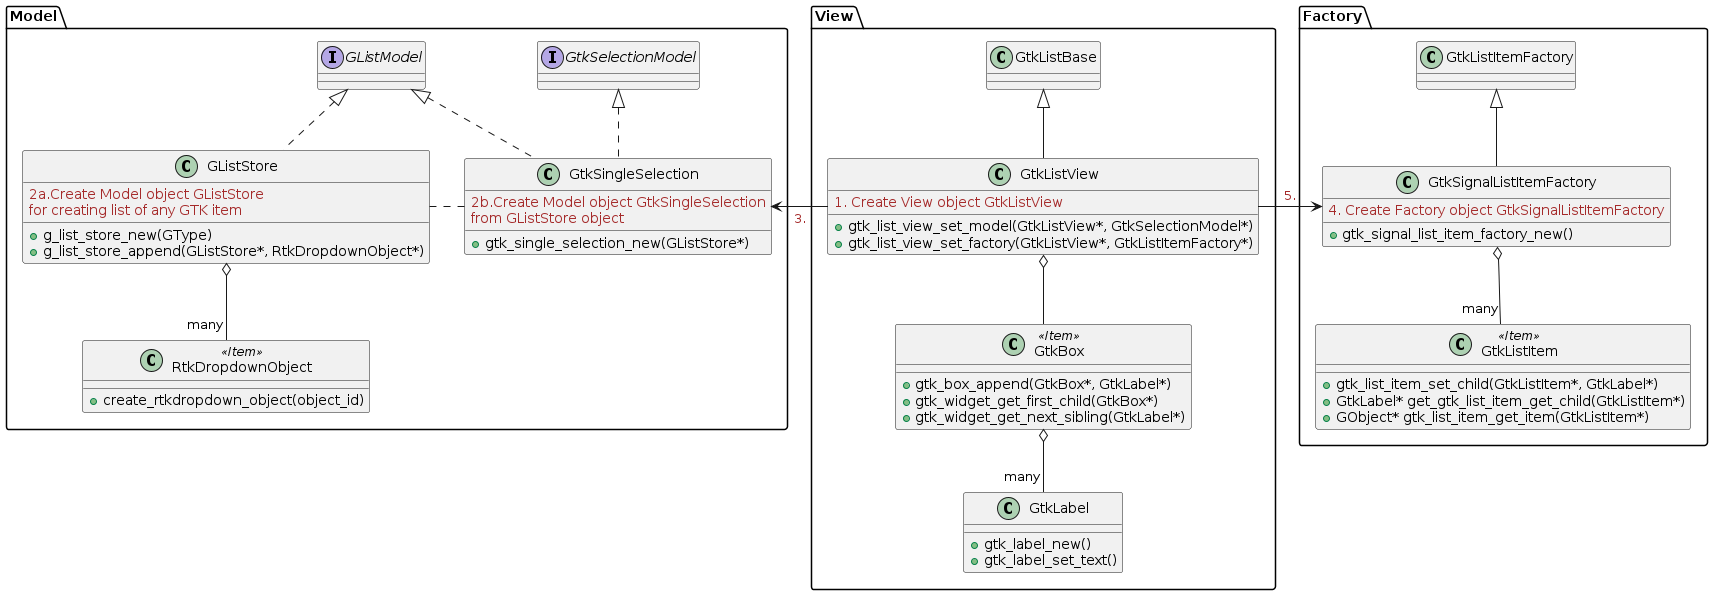 Model
I GListModel
I GtkSelectionModel
C GListStore
2a.Create Model object GListStore
for creating list of any GTK item
g_list_store_new(GType)
g_list_store_append(GListStore*, RtkDropdownObject*)
C GtkSingleSelection
2b.Create Model object GtkSingleSelection
from GListStore object
gtk_single_selection_new(GListStore*)
many
C «Item»
RtkDropdownObject
create_rtkdropdown_object(object_id)
3.
View
C GtkListBase
C GtkListView
1. Create View object GtkListView
gtk_list_view_set_model(GtkListView*, GtkSelectionModel*)
gtk_list_view_set_factory(GtkListView*, GtkListItemFactory*)
C «Item»
GtkBox
gtk_box_append(GtkBox*, GtkLabel*)
gtk_widget_get_first_child(GtkBox*)
gtk_widget_get_next_sibling(GtkLabel*)
many
C GtkLabel
gtk_label_new()
gtk_label_set_text()
5.
Factory
C GtkListItemFactory
C GtkSignalListItemFactory
4. Create Factory object GtkSignalListItemFactory
gtk_signal_list_item_factory_new()
many
C «Item»
GtkListItem
gtk_list_item_set_child(GtkListItem*, GtkLabel*)
GtkLabel* get_gtk_list_item_get_child(GtkListItem*)
GObject* gtk_list_item_get_item(GtkListItem*)